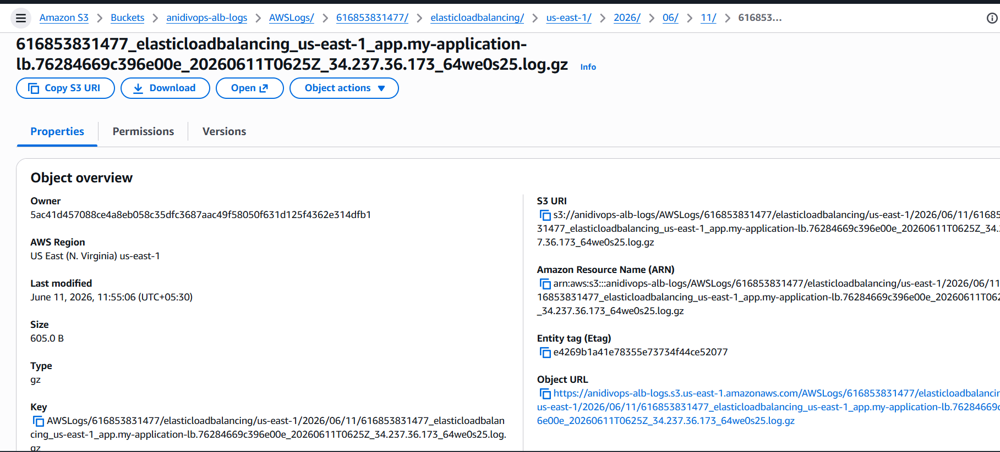 Amazon S3 > Buckets > anidivops-alb-logs > AWSLogs/ > 616853831477/ > elasticloadbalancing/ > us-east-1/ > 2026/ > 06/ > 11/ > 616853...
616853831477_elasticloadbalancing_us-east-1_app.my-application-
lb.76284669c396e00e_20260611T0625Z_34.237.36.173_64we0s25.log.gz Info
Copy S3 URI Download Open Object actions
Properties Permissions Versions
Object overview
Owner
5ac41d457088ce4a8eb058c35dfc3687aac49f58050f631d125f4362e314dfb1
AWS Region
US East (N. Virginia) us-east-1
Last modified
June 11, 2026, 11:55:06 (UTC+05:30)
Size
605.0 B
Type
gz
Key
AWSLogs/616853831477/elasticloadbalancing/us-east-1/2026/06/11/616853831477_elasticloadbalan
cing_us-east-1_app.my-application-lb.76284669c396e00e_20260611T0625Z_34.237.36.173_64we0s25.log.
gz
S3 URI
s3://anidivops-alb-logs/AWSLogs/616853831477/elasticloadbalancing/us-east-1/2026/06/11/61685
31477_elasticloadbalancing_us-east-1_app.my-application-lb.76284669c396e00e_20260611T0625Z_34.
7.36.173_64we0s25.log.gz
Amazon Resource Name (ARN)
arn:aws:s3:::anidivops-alb-logs/AWSLogs/616853831477/elasticloadbalancing/us-east-1/2026/06/11
16853831477_elasticloadbalancing_us-east-1_app.my-application-lb.76284669c396e00e_20260611T062
_34.237.36.173_64we0s25.log.gz
Entity tag (Etag)
e4269b1a41e78355e73734f44ce52077
Object URL
https://anidivops-alb-logs.s3.us-east-1.amazonaws.com/AWSLogs/616853831477/elasticloadbalancin
us-east-1/2026/06/11/616853831477_elasticloadbalancing_us-east-1_app.my-application-lb.76284669c
6e00e_20260611T0625Z_34.237.36.173_64we0s25.log.gz